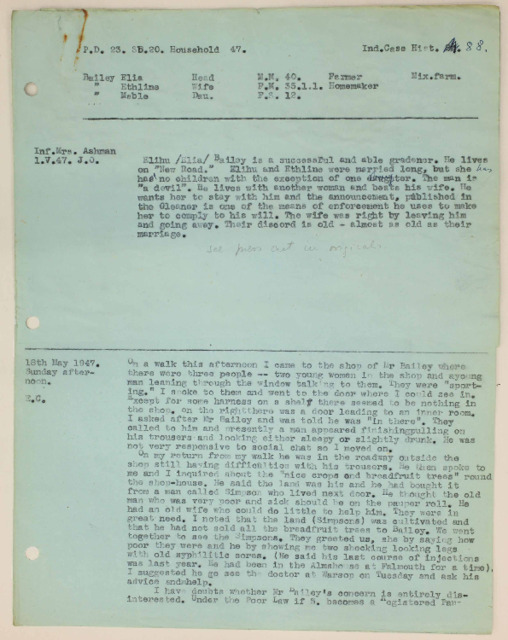 P.D. 23. SB.20. Household 47. Ind.Case Hist. 88.
Bailey Elia Head M.M. 40. Farmer Mix.farm.
" Ethline Wife F.M. 35.1.1. Homemaker
" Mable Dau. F.S. 12.
Inf.Mrs. Ashman
1.V.47. J.O.
Elihu /Elia/ Bailey is a successful and able gradener. He lives
on "New Road." Elihu and Ethline were married long, but she has
has no children with the exception of one daughter. The man is
"a devil". He lives with another woman and beats his wife. He
wants her to stay with him and the announcement, published in
the Gleaner is one of the means of enforcement he uses to make
her to comply to his will. The wife was right by leaving him
and going away. Their discord is old - almost as old as their
marriage.
see press cut in originals.
18th May 1947.
Sunday after-
noon.
E.C.
On a walk this afternoon I came to the shop of Mr Bailey where
there were three people -- two young women in the shop and ayoung
man leaning through the window talking to them. They were "sport-
ing." I spoke to them and went to the door where I could see in.
Except for some harness on a shelf there seemed to be nothing in
the shop. on the rightthere was a door leading to an inner room.
I asked after Mr Bailey and was told he was "in there". They
called to him and presently a man appeared finishingpulling on
his trousers and looking either sleepy or slightly drunk. He was
not very responsive to social chat so I moved on.
On my return from my walk he was in the roadway outside the
shop still having difficulties with his trousers. He then spoke to
me and I inquired about the "nice crops and breadfruit trees" round
the shop-house. He said the land was his and he had bought it
from a man called Simpson who lived next door. He thought the old
man who was very poor and sick should be on the pauper roll. He
had an old wife who could do little to help him. They were in
great need. I noted that the land (Simpsons) was cultivated and
that he had not sold all the breadfruit trees to Bailey. We went
together to see the Simpsons. They greeted us, she by saying how
poor they were and he by showing me two shocking looking legs
with old syphilitic sores. (He said his last course of injections
was last year. He had been in the Almshouse at Falmouth for a time).
I suggested he go see the doctor at Warsop on Tuesday and ask his
advice andhelp.
I have doubts whether Mr Bailey's concern is entirely dis-
interested. Under the Poor Law if S. becomes a